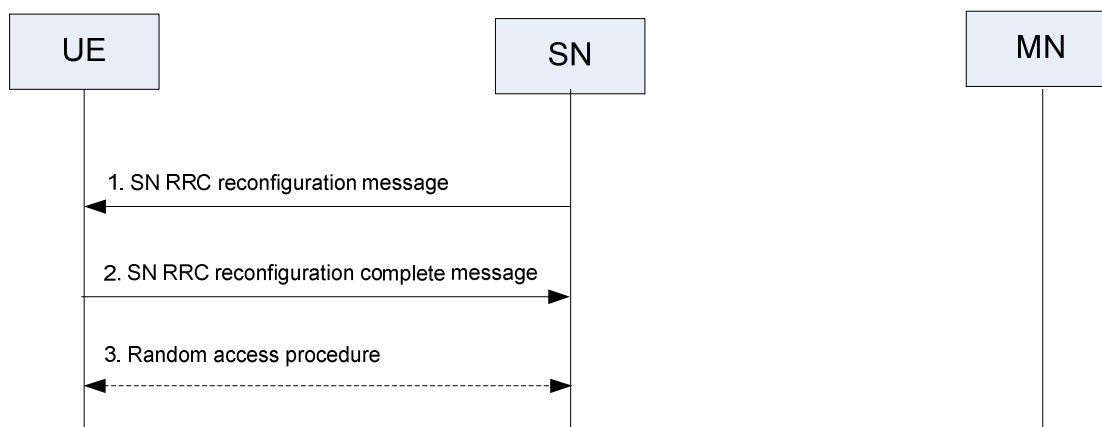 UE
SN
MN
1. SN RRC reconfiguration message
2. SN RRC reconfiguration complete message
3. Random access procedure